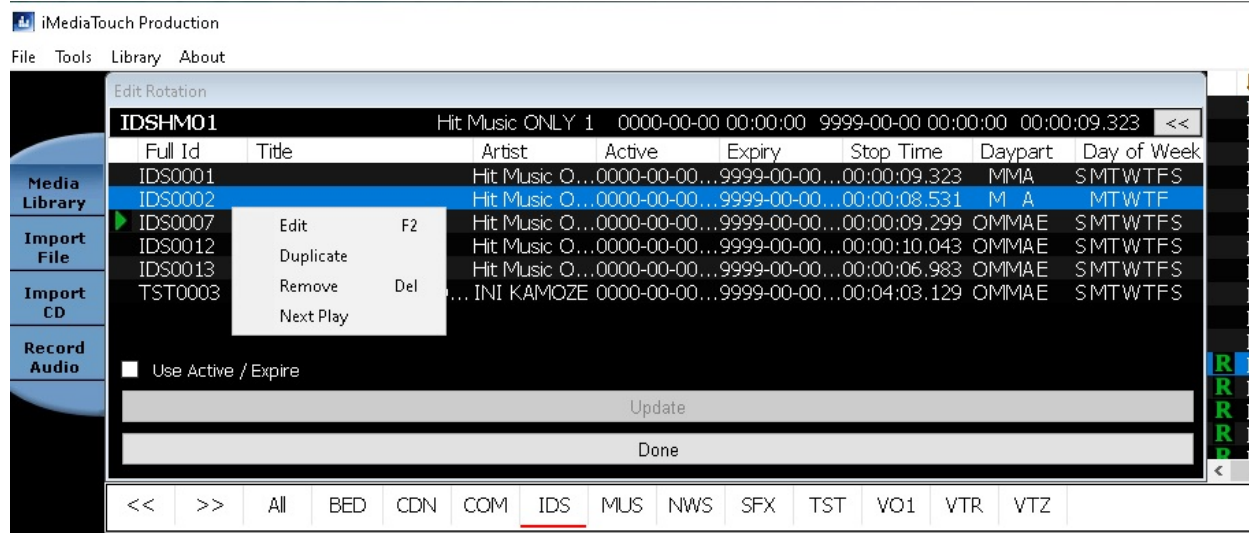 iMediaTouch Production
File Tools Library About
Edit Rotation
IDSHM01 Hit Music ONLY 1 0000-00-00 00:00:00 9999-00-00 00:00:00 00:00:09.323 <<
Full Id Title Artist Active Expiry Stop Time Daypart Day of Week
IDS0001 Hit Music O... 0000-00-00... 9999-00-00... 00:00:09.323 MMA SMTWTFS
IDS0002 Hit Music O... 0000-00-00... 9999-00-00... 00:00:08.531 M A MTWTF
IDS0007 Hit Music O... 0000-00-00... 9999-00-00... 00:00:09.299 OMMAE SMTWTFS
IDS0012 Hit Music O... 0000-00-00... 9999-00-00... 00:00:10.043 OMMAE SMTWTFS
IDS0013 Hit Music O... 0000-00-00... 9999-00-00... 00:00:06.983 OMMAE SMTWTFS
TST0003 ... INI KAMOZE 0000-00-00... 9999-00-00... 00:04:03.129 OMMAE SMTWTFS
Edit F2
Duplicate
Remove Del
Next Play
Media
Library
Import
File
Import
CD
Record
Audio
Use Active / Expire
Update
Done
R
R
R
R
R
<
<< >> All BED CDN COM IDS MUS NWS SFX TST VO1 VTR VTZ